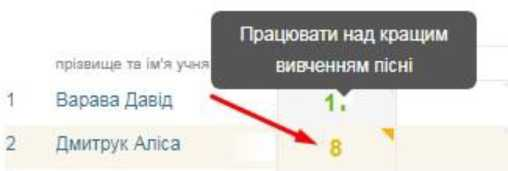 Працювати над кращим
вивченням пісні
прізвище та ім'я учня
1 Варава Давід
2 Дмитрук Аліса 8